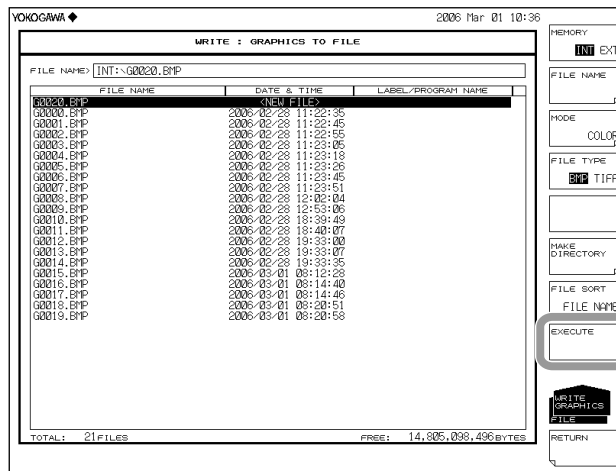 YOKOGAWA ◆ 2006 Mar 01 10:36
WRITE : GRAPHICS TO FILE
FILE NAME> INT:\G0020.BMP
FILE NAME DATE & TIME LABEL/PROGRAM NAME
G0020.BMP <NEW FILE>
G0000.BMP 2006/02/28 11:22:35
G0001.BMP 2006/02/28 11:22:45
G0002.BMP 2006/02/28 11:22:55
G0003.BMP 2006/02/28 11:23:05
G0004.BMP 2006/02/28 11:23:18
G0005.BMP 2006/02/28 11:23:26
G0006.BMP 2006/02/28 11:23:45
G0007.BMP 2006/02/28 11:23:51
G0008.BMP 2006/02/28 12:02:04
G0009.BMP 2006/02/28 12:53:06
G0010.BMP 2006/02/28 18:39:49
G0011.BMP 2006/02/28 18:40:07
G0012.BMP 2006/02/28 19:33:00
G0013.BMP 2006/02/28 19:33:07
G0014.BMP 2006/02/28 19:33:35
G0015.BMP 2006/03/01 08:12:28
G0016.BMP 2006/03/01 08:14:40
G0017.BMP 2006/03/01 08:14:46
G0018.BMP 2006/03/01 08:20:51
G0019.BMP 2006/03/01 08:20:58
TOTAL: 21FILES FREE: 14,805,098,496BYTES
MEMORY
INT EXT
FILE NAME
MODE
COLOR
FILE TYPE
BMP TIFF
MAKE
DIRECTORY
FILE SORT
FILE NAME
EXECUTE
WRITE
GRAPHICS
FILE
RETURN